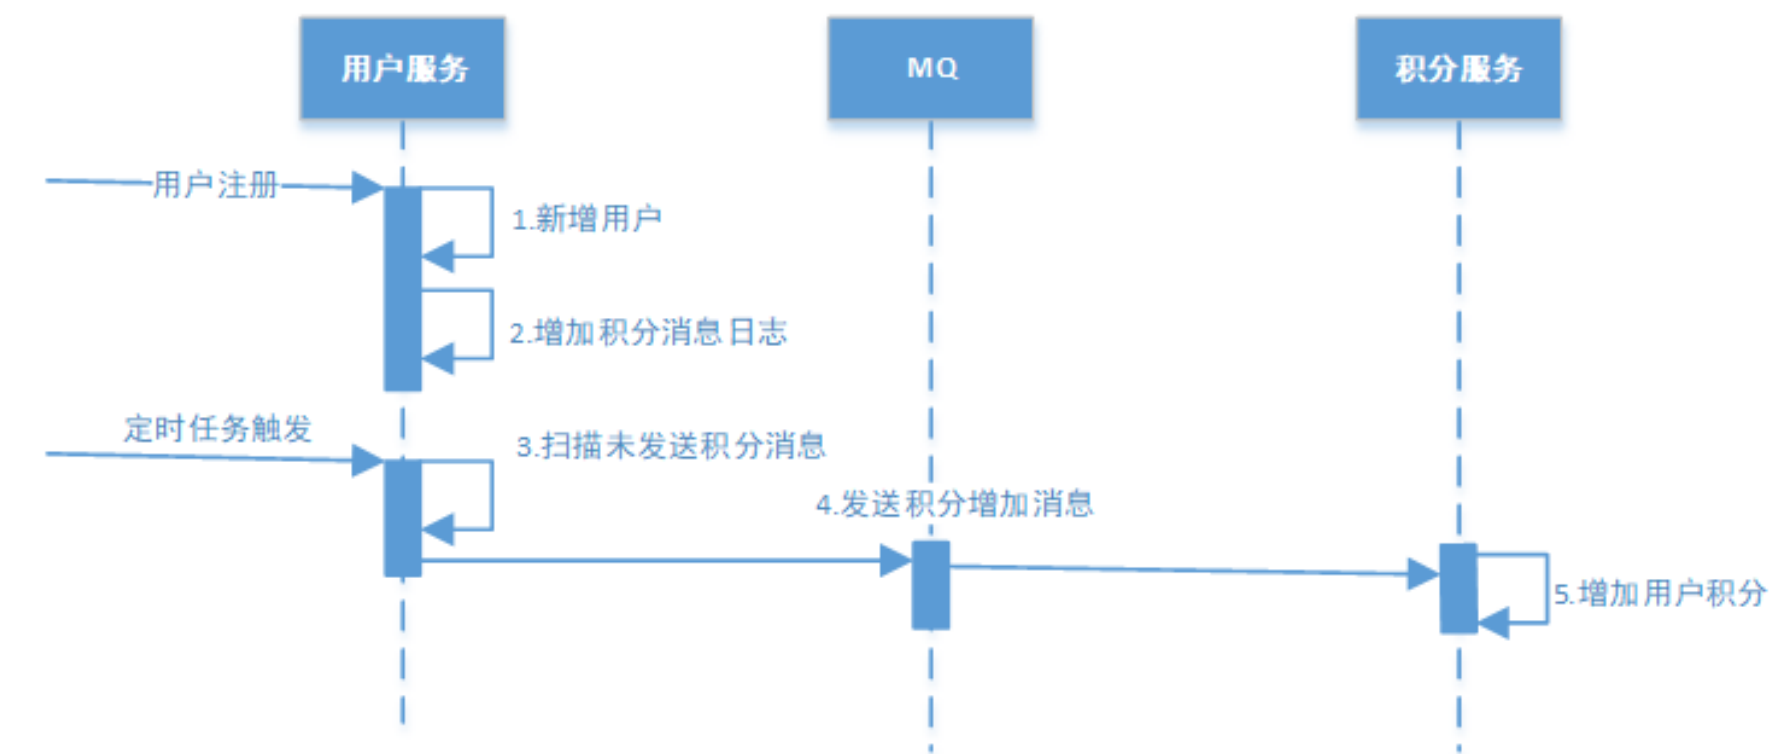 用户服务
MQ
积分服务
用户注册
1.新增用户
2.增加积分消息日志
定时任务触发
3.扫描未发送积分消息
4.发送积分增加消息
5.增加用户积分